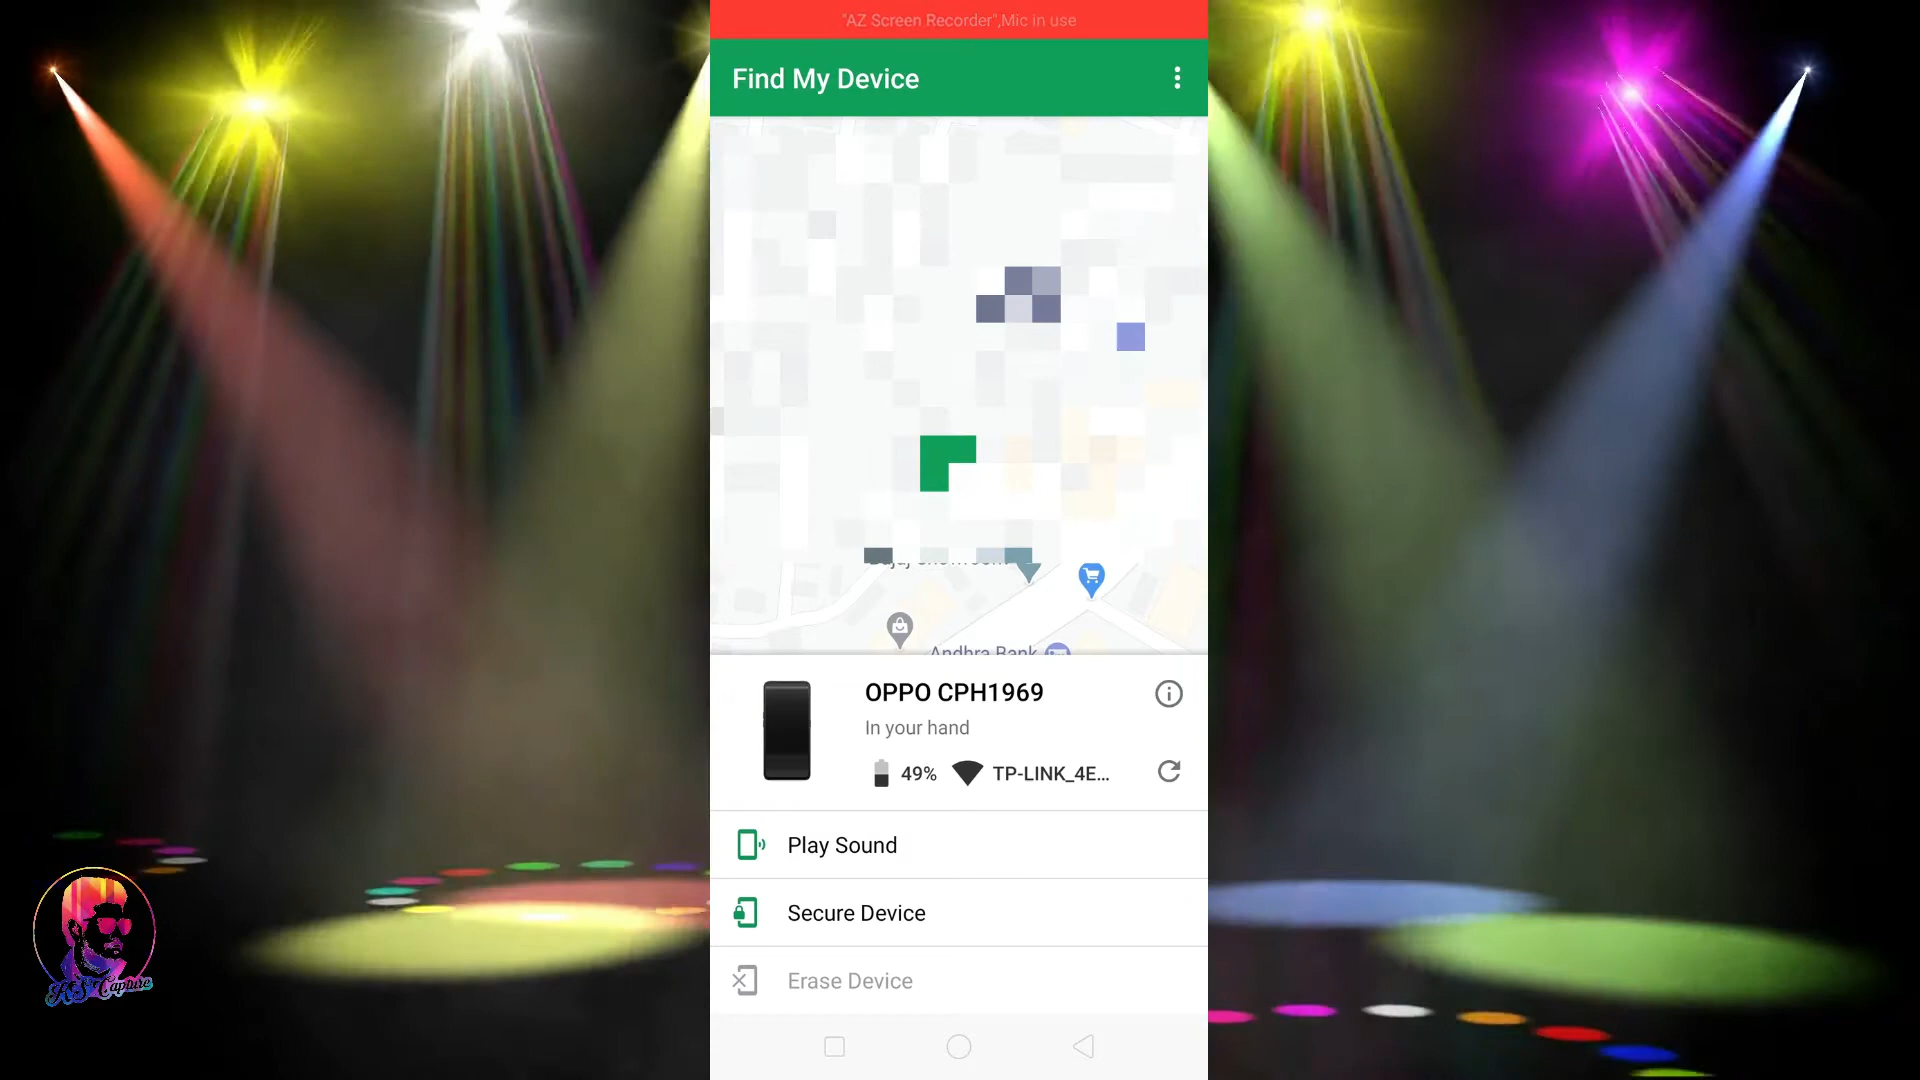 "AZ Screen Recorder",Mic in use
Find My Device
Andhra Bank
OPPO CPH1969
In your hand
49%
TP-LINK_4E...
Play Sound
Secure Device
Erase Device
Capture